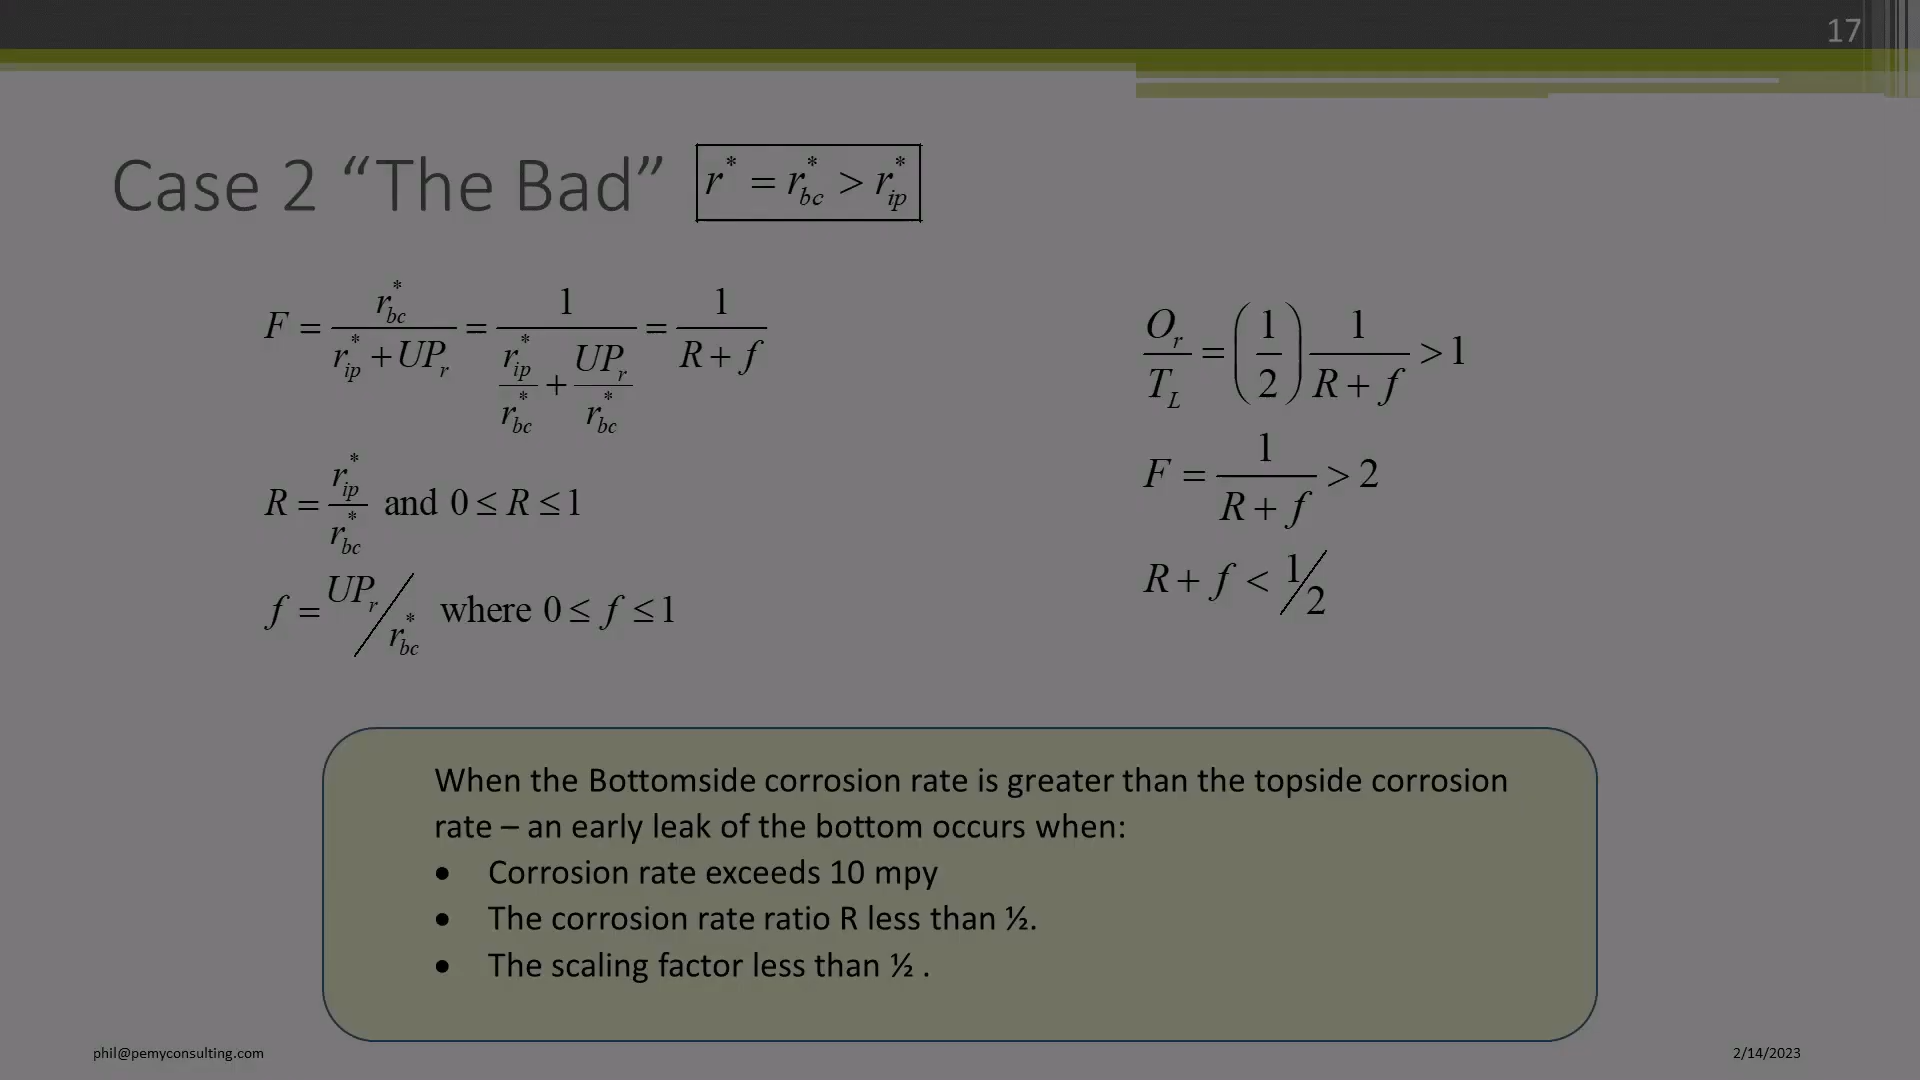 17
Case 2 “The Bad” r* = r*bc > r*ip
F = r*bc / (r*ip + UPr) = 1 / (r*ip / r*bc + UPr / r*bc) = 1 / (R + f)
R = r*ip / r*bc and 0 ≤ R ≤ 1
f = UPr / r*bc where 0 ≤ f ≤ 1
Or / TL = (1/2) 1 / (R + f) > 1
F = 1 / (R + f) > 2
R + f < 1/2
When the Bottomside corrosion rate is greater than the topside corrosion
rate – an early leak of the bottom occurs when:
• Corrosion rate exceeds 10 mpy
• The corrosion rate ratio R less than ½.
• The scaling factor less than ½ .
phil@pemyconsulting.com
2/14/2023